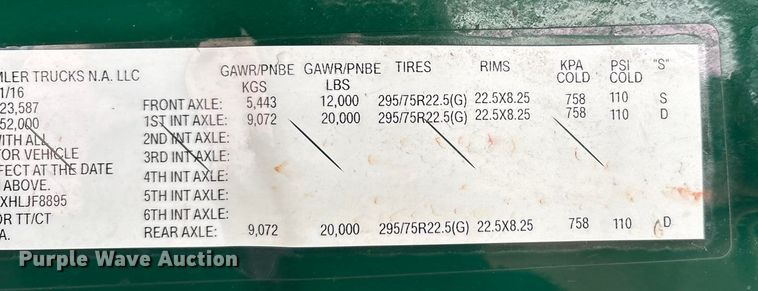 MLER TRUCKS N.A. LLC GAWR/PNBE GAWR/PNBE TIRES RIMS KPA PSI "S"
1/16 KGS LBS COLD COLD
23,587 FRONT AXLE: 5,443 12,000 295/75R22.5(G) 22.5X8.25 758 110 S
52,000 1ST INT AXLE: 9,072 20,000 295/75R22.5(G) 22.5X8.25 758 110 D
WITH ALL 2ND INT AXLE:
OR VEHICLE 3RD INT AXLE:
FECT AT THE DATE 4TH INT AXLE:
ABOVE. 5TH INT AXLE:
XHLJF8895 6TH INT AXLE:
OR TT/CT REAR AXLE: 9,072 20,000 295/75R22.5(G) 22.5X8.25 758 110 D
A.
Purple Wave Auction